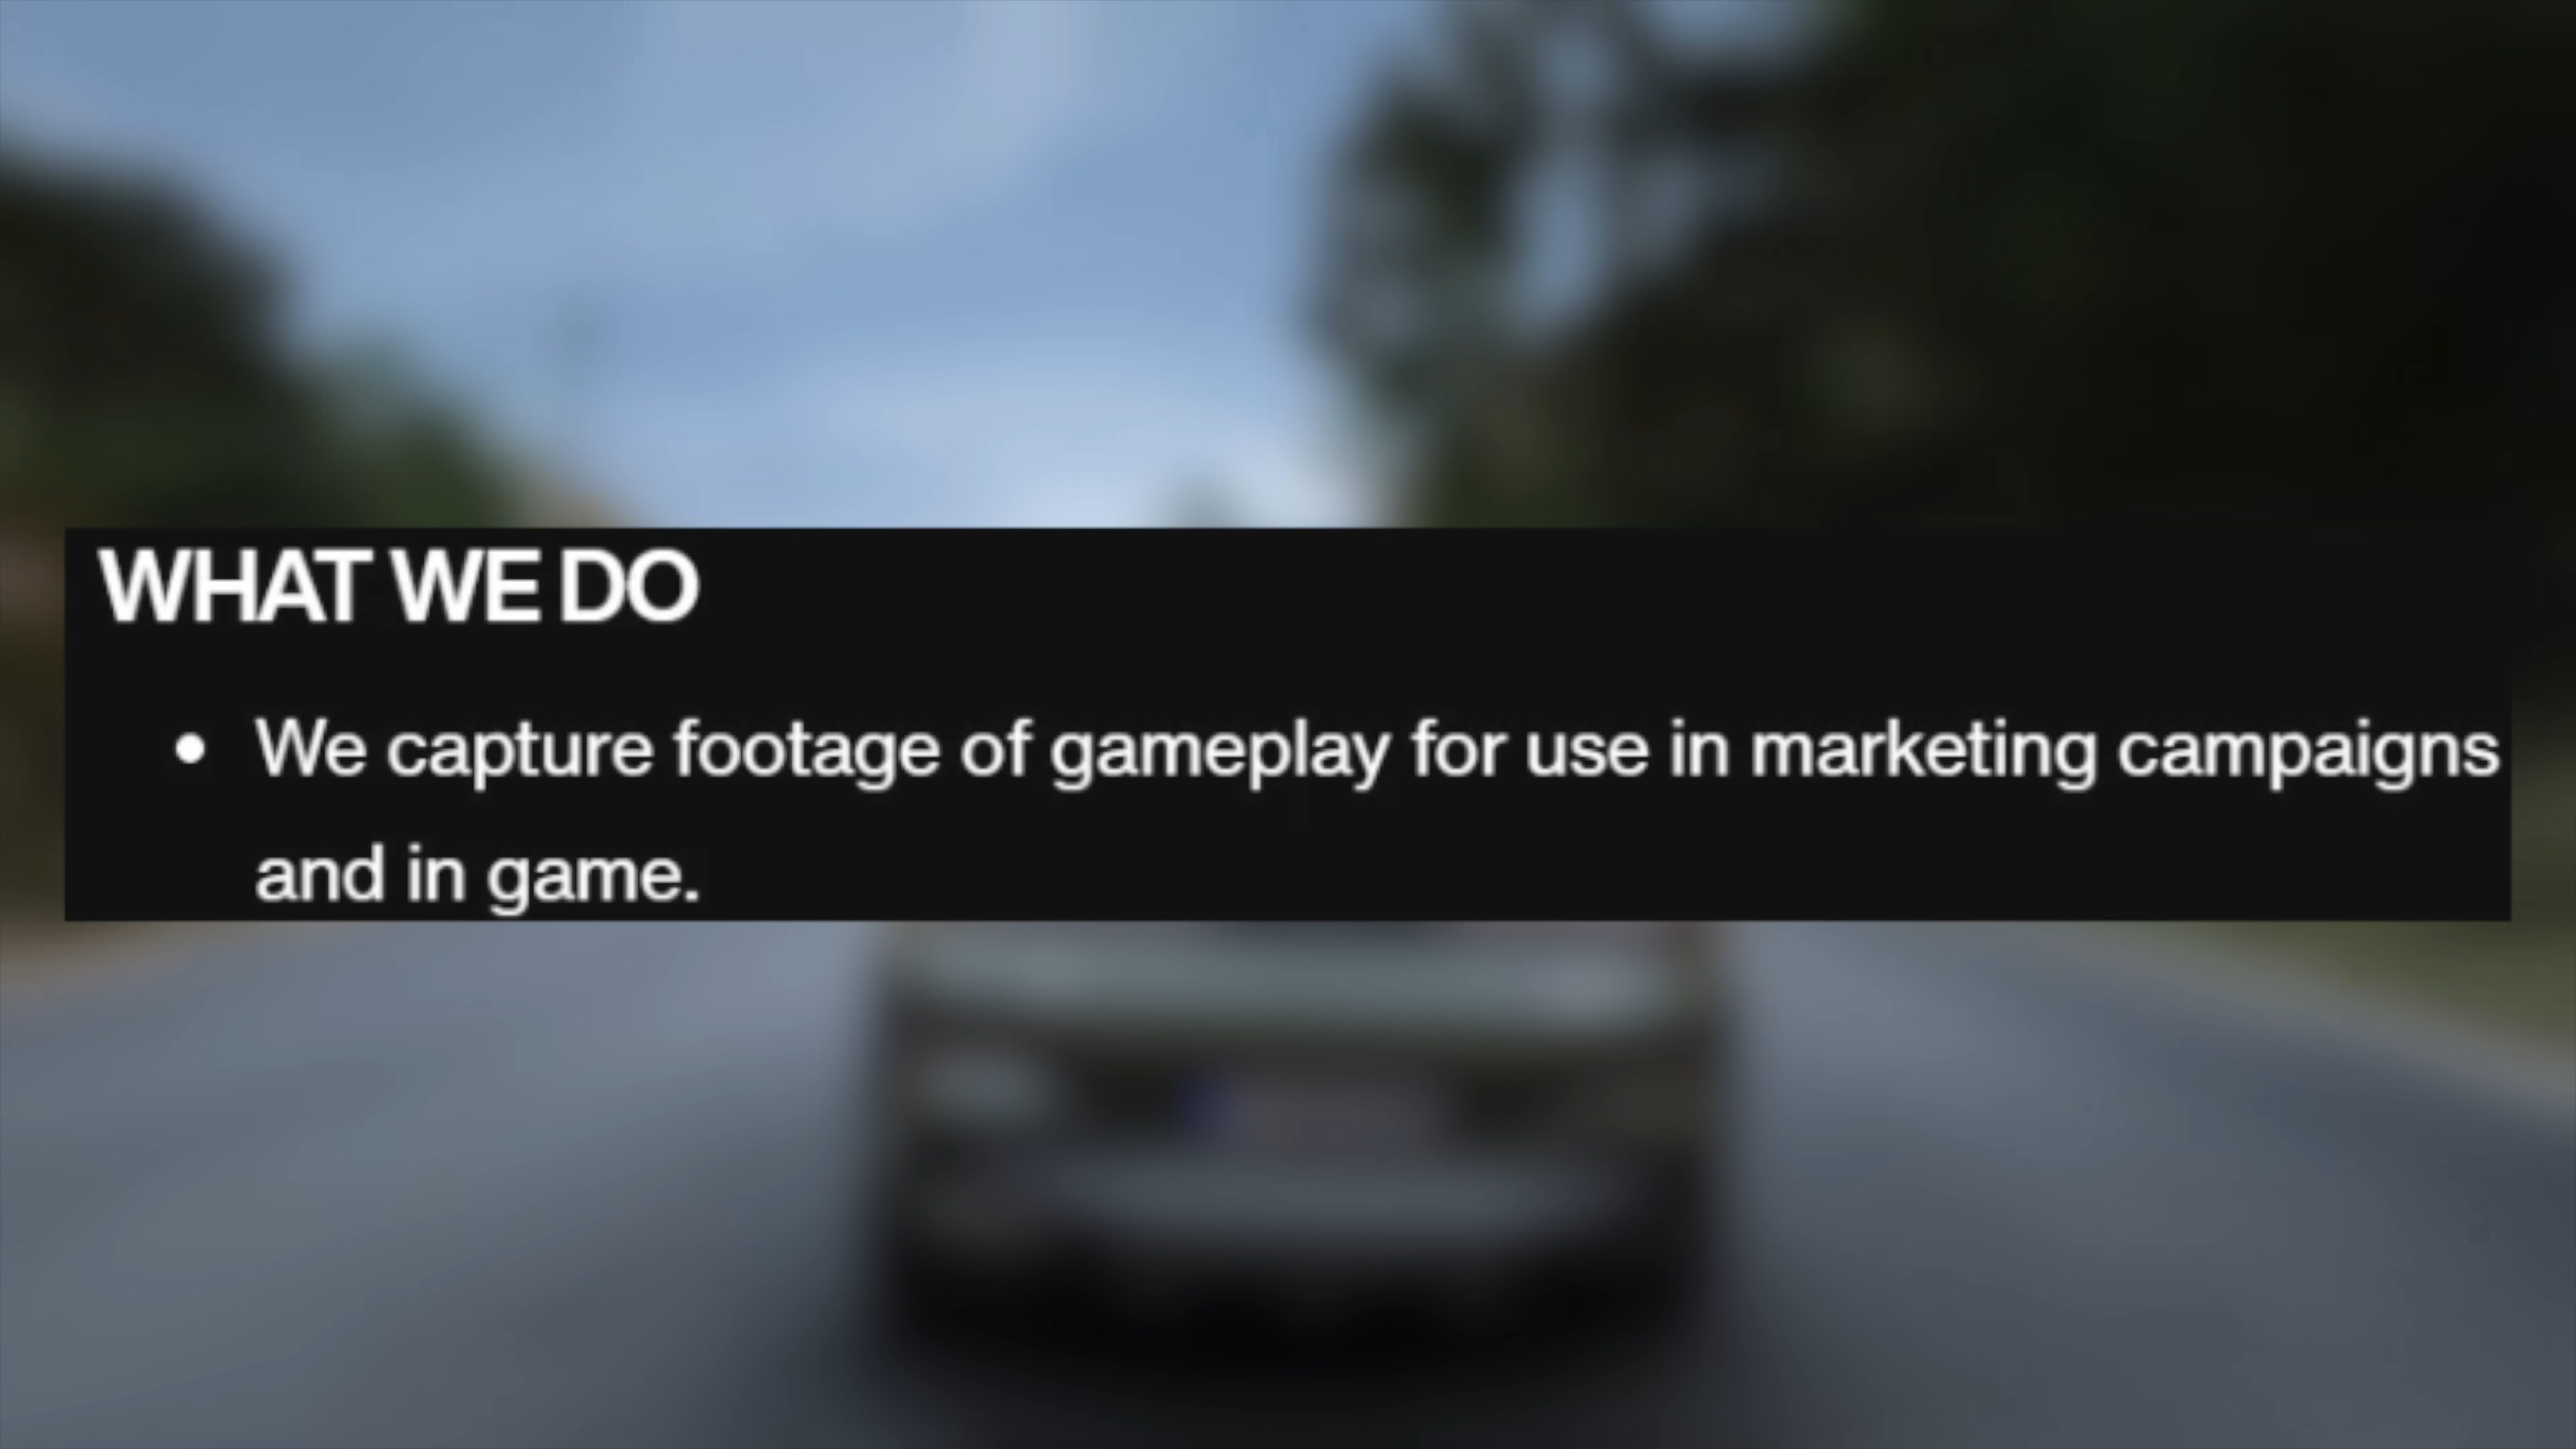 WHAT WE DO
• We capture footage of gameplay for use in marketing campaigns
and in game.